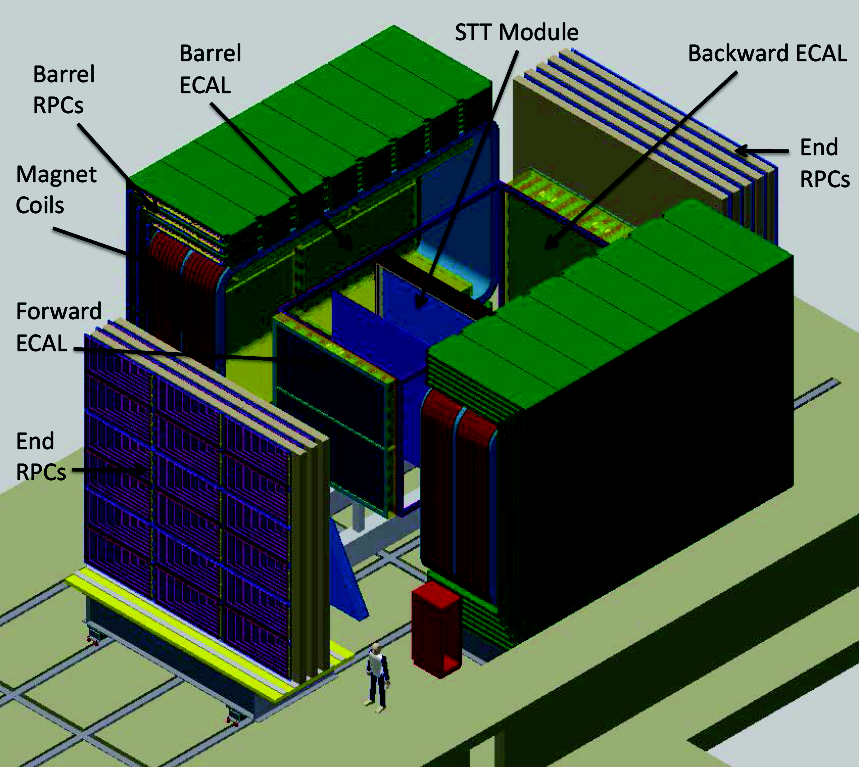 STT Module
Barrel
ECAL
Backward ECAL
Barrel
RPCs
End
RPCs
Magnet
Coils
Forward
ECAL
End
RPCs